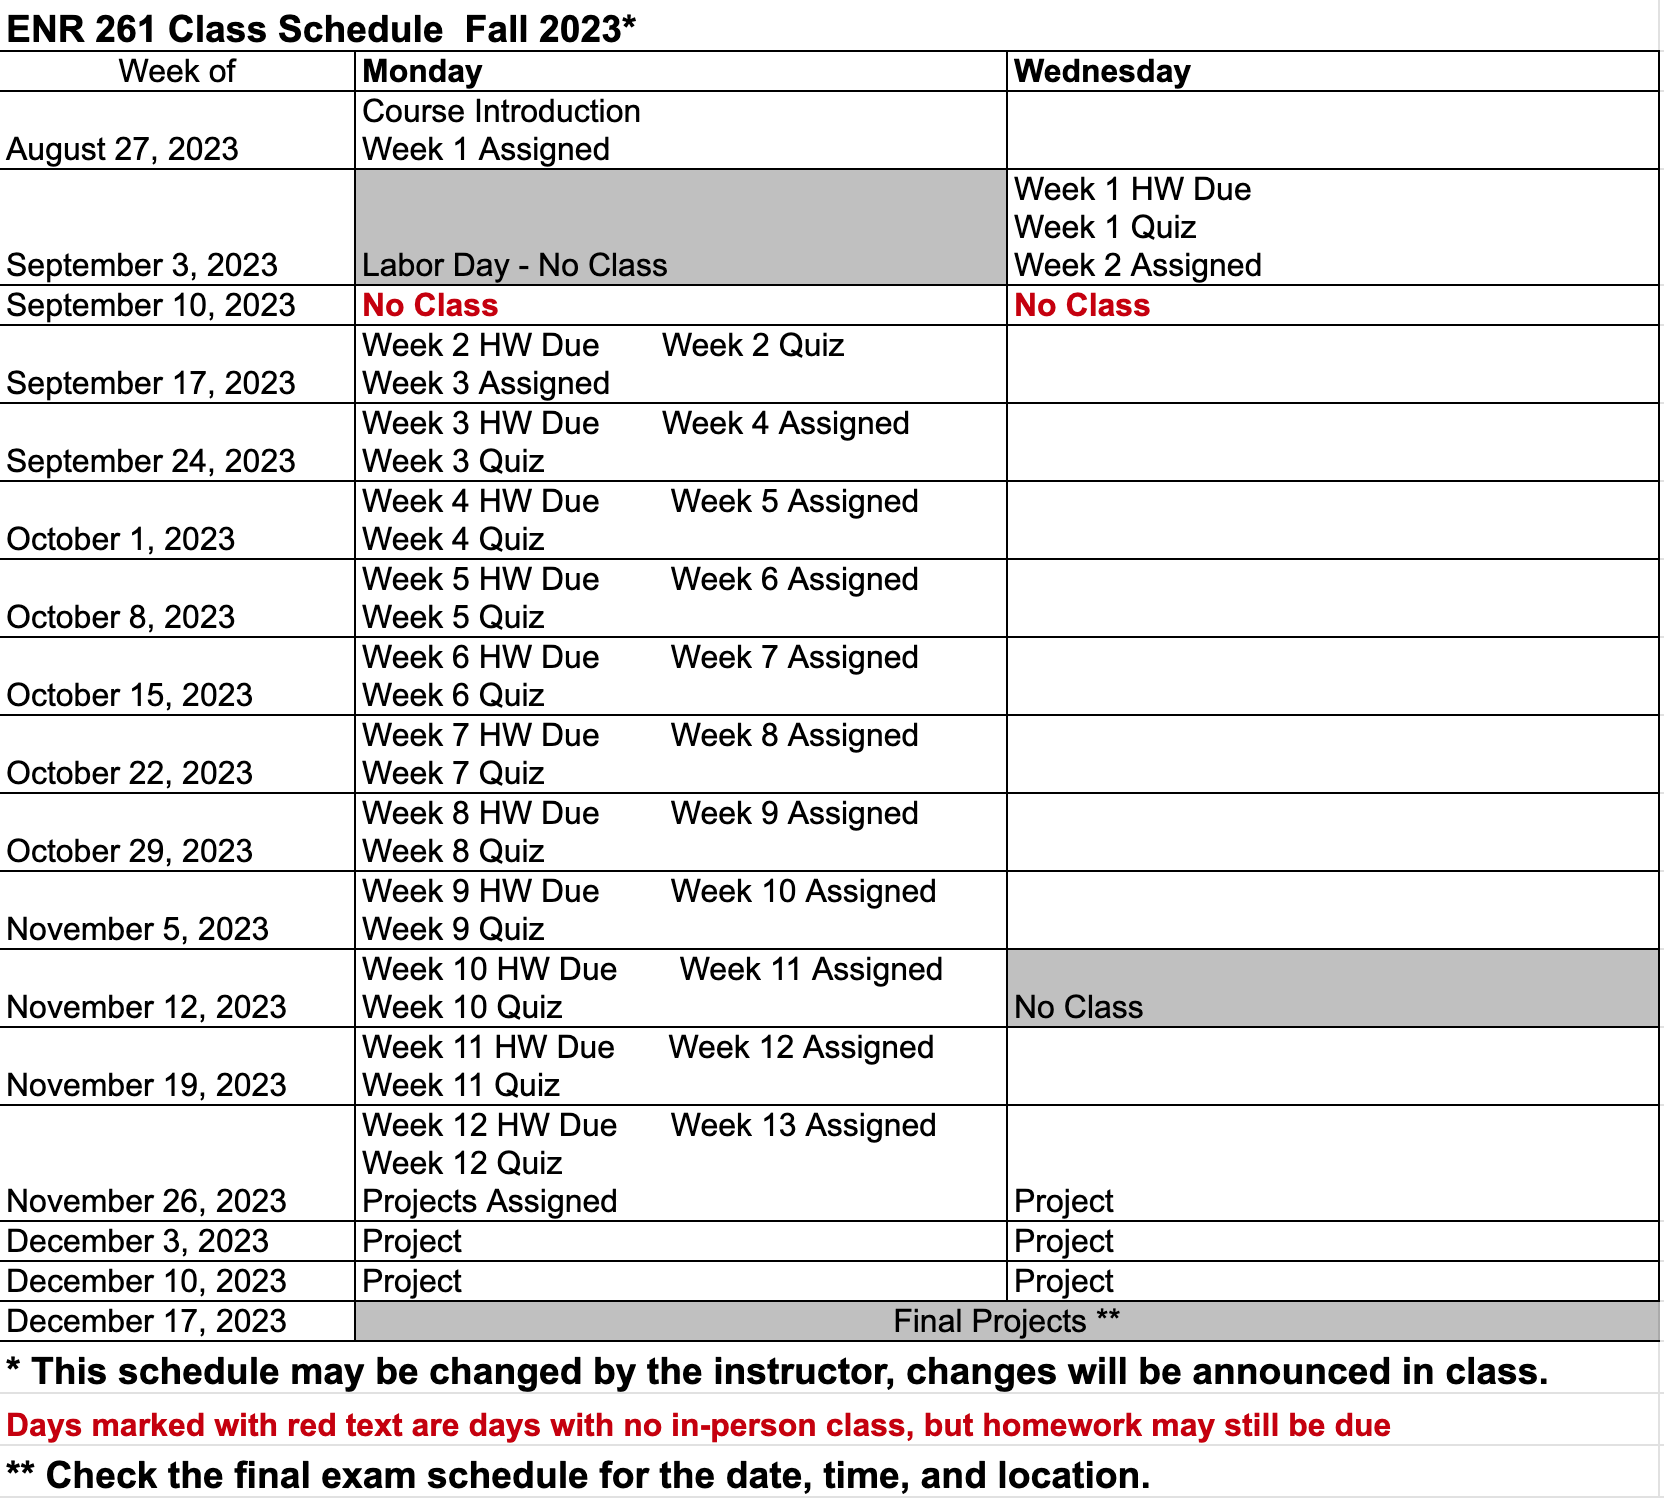 ENR 261 Class Schedule  Fall 2023*
Week of Monday Wednesday
Course Introduction
August 27, 2023 Week 1 Assigned
Week 1 HW Due
Week 1 Quiz
September 3, 2023 Labor Day - No Class Week 2 Assigned
September 10, 2023 No Class No Class
Week 2 HW Due Week 2 Quiz
September 17, 2023 Week 3 Assigned
Week 3 HW Due Week 4 Assigned
September 24, 2023 Week 3 Quiz
Week 4 HW Due Week 5 Assigned
October 1, 2023 Week 4 Quiz
Week 5 HW Due Week 6 Assigned
October 8, 2023 Week 5 Quiz
Week 6 HW Due Week 7 Assigned
October 15, 2023 Week 6 Quiz
Week 7 HW Due Week 8 Assigned
October 22, 2023 Week 7 Quiz
Week 8 HW Due Week 9 Assigned
October 29, 2023 Week 8 Quiz
Week 9 HW Due Week 10 Assigned
November 5, 2023 Week 9 Quiz
Week 10 HW Due Week 11 Assigned
November 12, 2023 Week 10 Quiz No Class
Week 11 HW Due Week 12 Assigned
November 19, 2023 Week 11 Quiz
Week 12 HW Due Week 13 Assigned
Week 12 Quiz
November 26, 2023 Projects Assigned Project
December 3, 2023 Project Project
December 10, 2023 Project Project
December 17, 2023 Final Projects **
* This schedule may be changed by the instructor, changes will be announced in class.
Days marked with red text are days with no in-person class, but homework may still be due
** Check the final exam schedule for the date, time, and location.